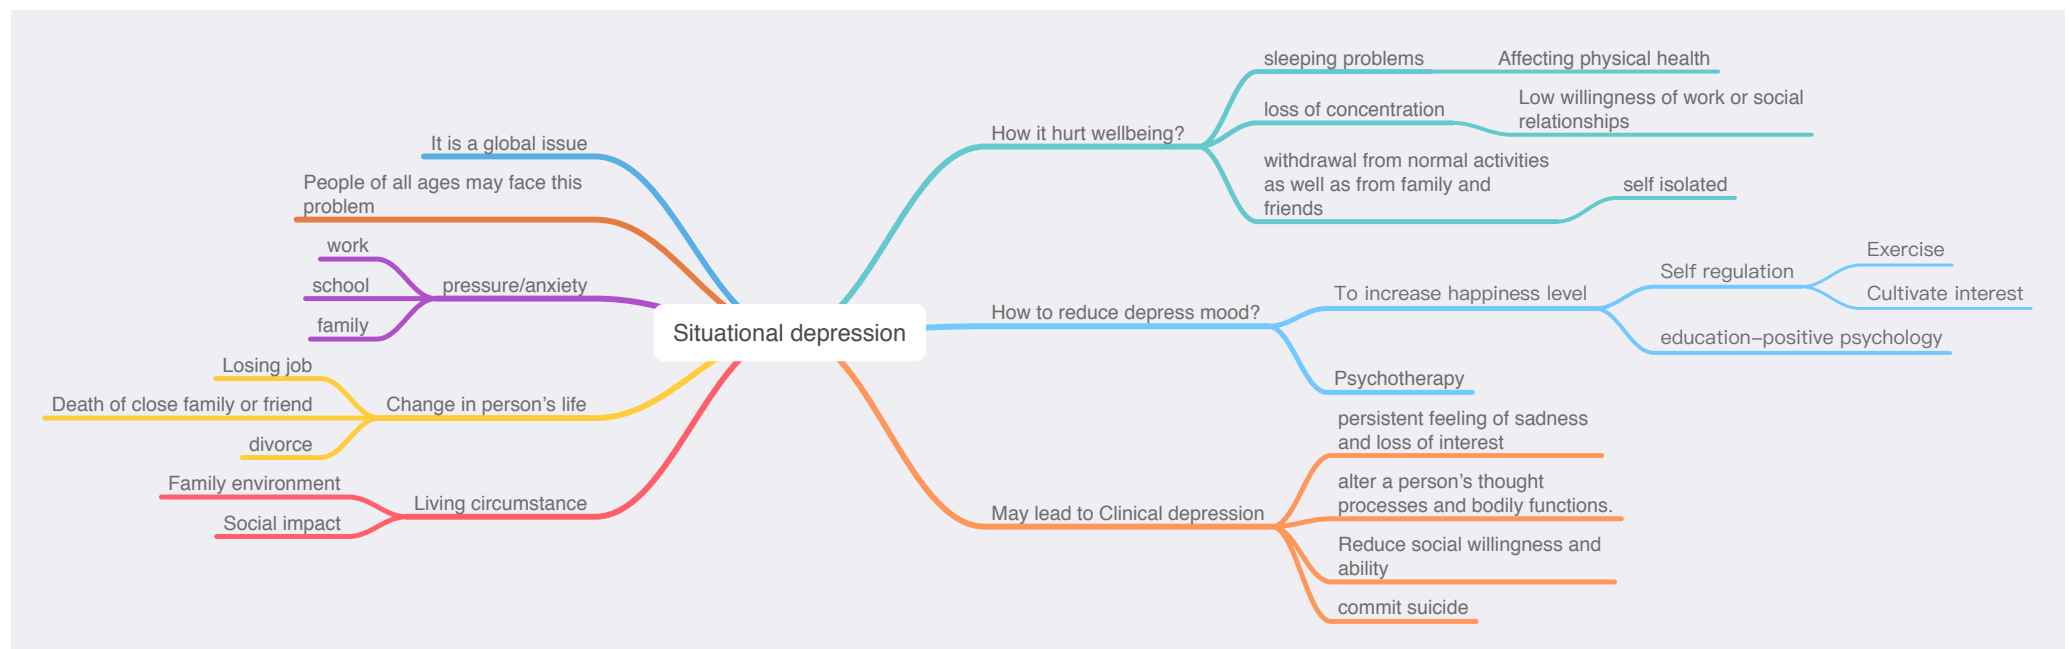 Situational depression
It is a global issue
People of all ages may face this
problem
pressure/anxiety
work
school
family
Change in person's life
Losing job
Death of close family or friend
divorce
Living circumstance
Family environment
Social impact
How it hurt wellbeing?
sleeping problems
Affecting physical health
loss of concentration
Low willingness of work or social
relationships
withdrawal from normal activities
as well as from family and
friends
self isolated
How to reduce depress mood?
To increase happiness level
Self regulation
Exercise
Cultivate interest
education–positive psychology
Psychotherapy
May lead to Clinical depression
persistent feeling of sadness
and loss of interest
alter a person's thought
processes and bodily functions.
Reduce social willingness and
ability
commit suicide